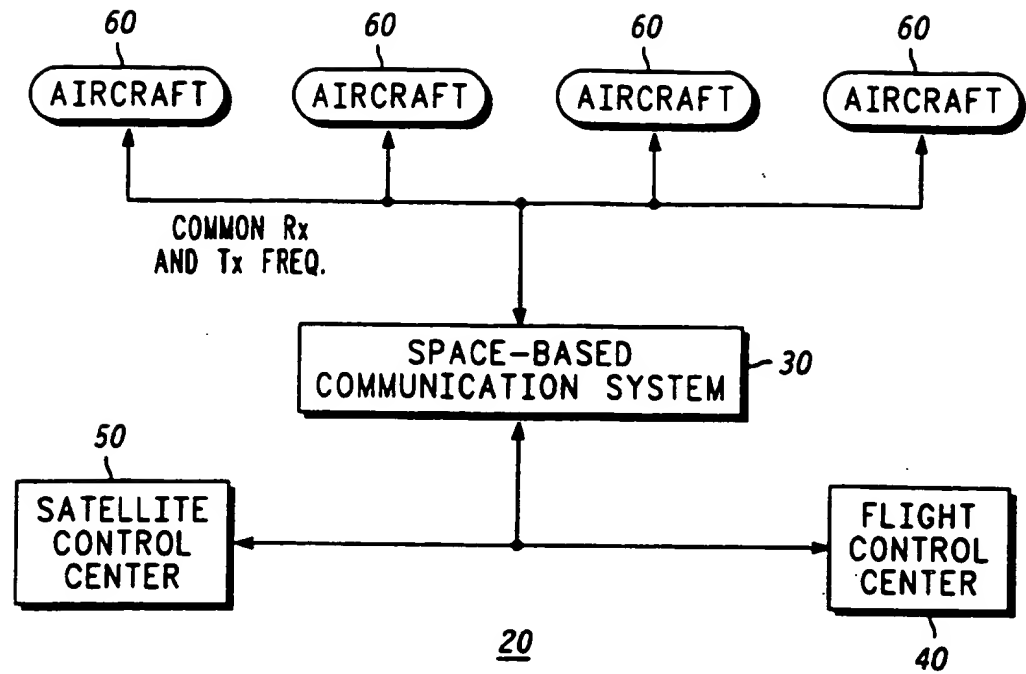 60 60 60 60
AIRCRAFT AIRCRAFT AIRCRAFT AIRCRAFT
COMMON Rx
AND Tx FREQ.
SPACE-BASED
COMMUNICATION SYSTEM
30
50
SATELLITE
CONTROL
CENTER
FLIGHT
CONTROL
CENTER
40
20